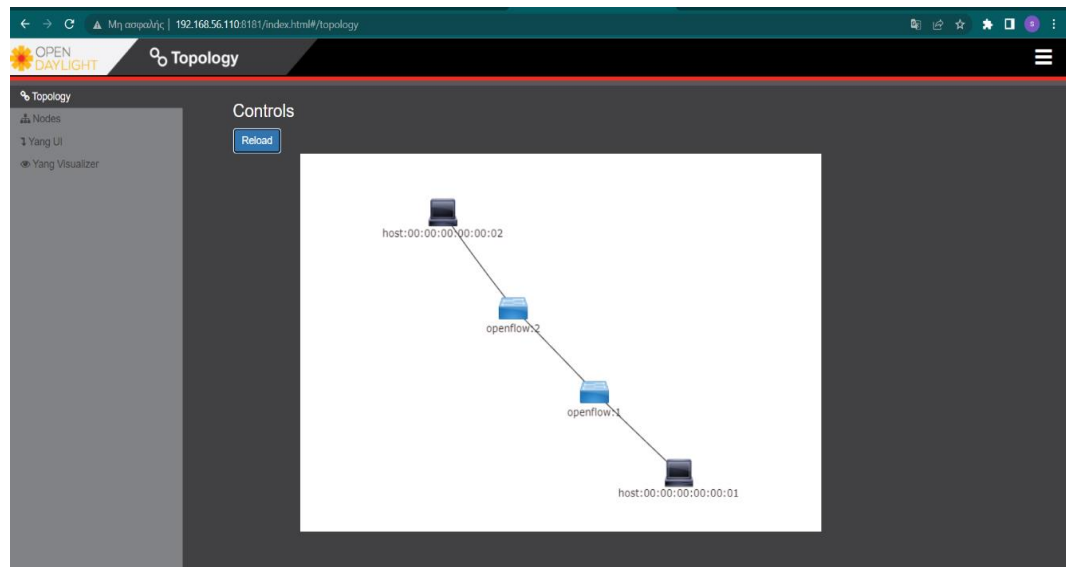 Μη ασφαλής | 192.168.56.110:8181/index.html#/topology
s
OPEN
DAYLIGHT
Topology
Topology
Nodes
Yang UI
Yang Visualizer
Controls
Reload
host:00:00:00:00:00:02
openflow:2
openflow:1
host:00:00:00:00:00:01